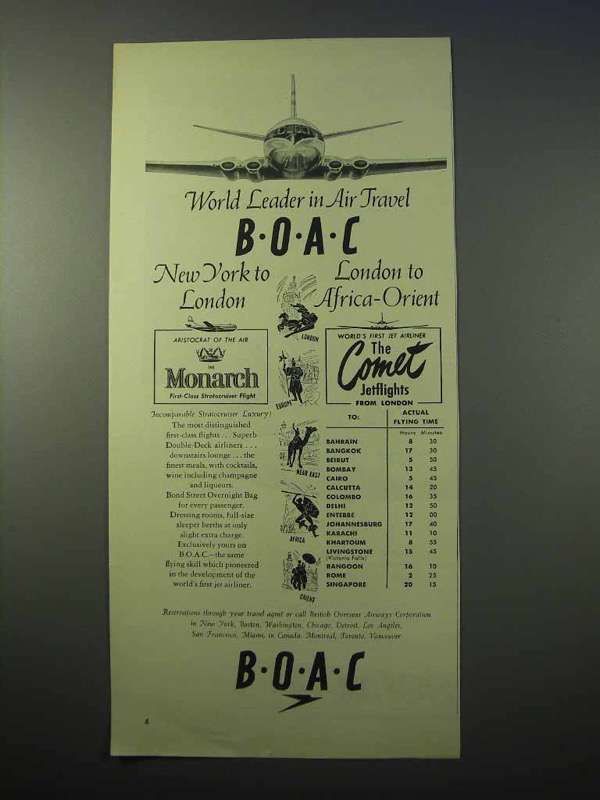 World Leader in Air Travel
B·O·A·C
New York to
London
London to
Africa-Orient
LONDON
EUROPE
NEAR EAST
AFRICA
ORIENT
ARISTOCRAT OF THE AIR
THE
Monarch
First-Class Stratocruiser Flight
Incomparable Stratocruiser Luxury!
The most distinguished
first-class flights . . . Superb
Double-Deck airliners . . .
downstairs lounge . . . the
finest meals, with cocktails,
wine including champagne
and liqueurs.
Bond Street Overnight Bag
for every passenger.
Dressing rooms, full-size
sleeper berths at only
slight extra charge.
Exclusively yours on
B.O.A.C.—the same
flying skill which pioneered
in the development of the
world's first jet airliner.
WORLD'S FIRST JET AIRLINER
The
Comet
Jetflights
FROM LONDON
TO: ACTUAL FLYING TIME
Hours Minutes
BAHRAIN 8 30
BANGKOK 17 30
BEIRUT 5 50
BOMBAY 13 45
CAIRO 5 45
CALCUTTA 14 20
COLOMBO 16 35
DELHI 12 50
ENTEBBE 12 00
JOHANNESBURG 17 40
KARACHI 11 10
KHARTOUM 8 55
LIVINGSTONE 15 45
(Victoria Falls)
RANGOON 16 10
ROME 2 25
SINGAPORE 20 15
Reservations through your travel agent or call British Overseas Airways Corporation
in New York, Boston, Washington, Chicago, Detroit, Los Angeles,
San Francisco, Miami; in Canada: Montreal, Toronto, Vancouver
B·O·A·C
4